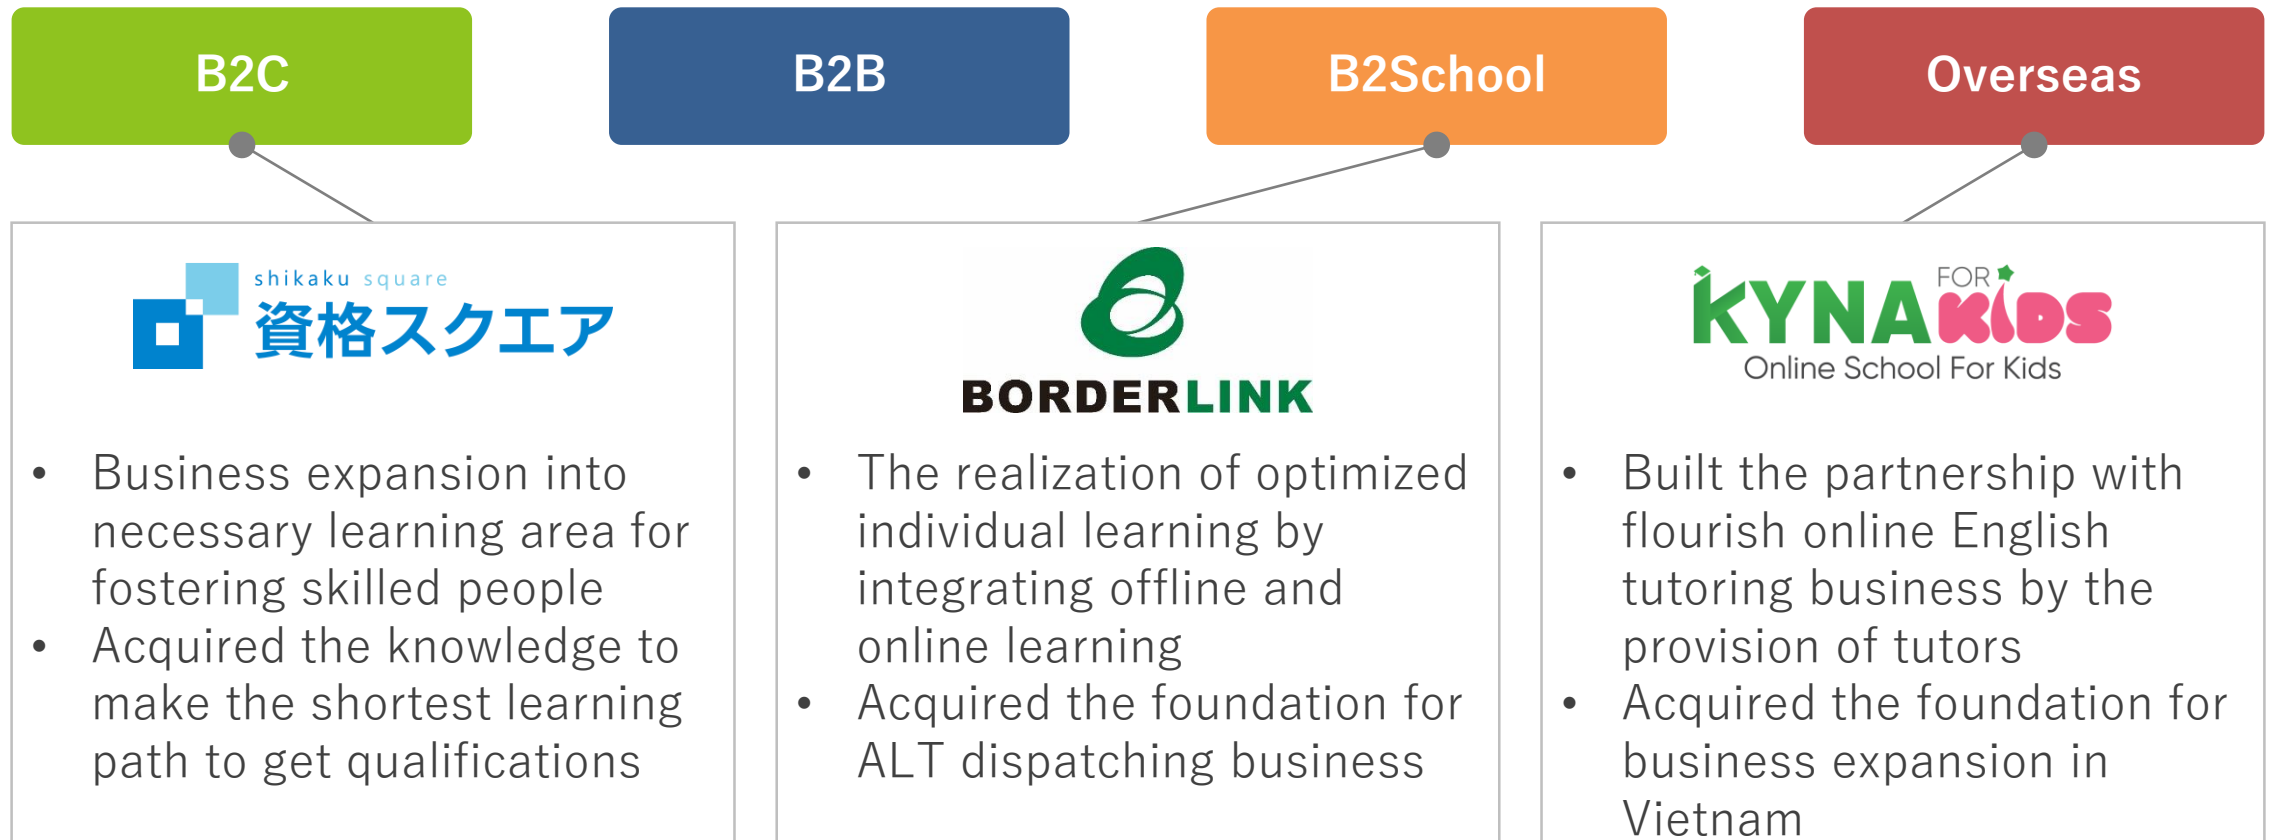 B2C
B2B
B2School
Overseas
shikaku square
資格スクエア
• Business expansion into
necessary learning area for
fostering skilled people
• Acquired the knowledge to
make the shortest learning
path to get qualifications
BORDERLINK
• The realization of optimized
individual learning by
integrating offline and
online learning
• Acquired the foundation for
ALT dispatching business
KYNA FOR KIDS
Online School For Kids
• Built the partnership with
flourish online English
tutoring business by the
provision of tutors
• Acquired the foundation for
business expansion in
Vietnam